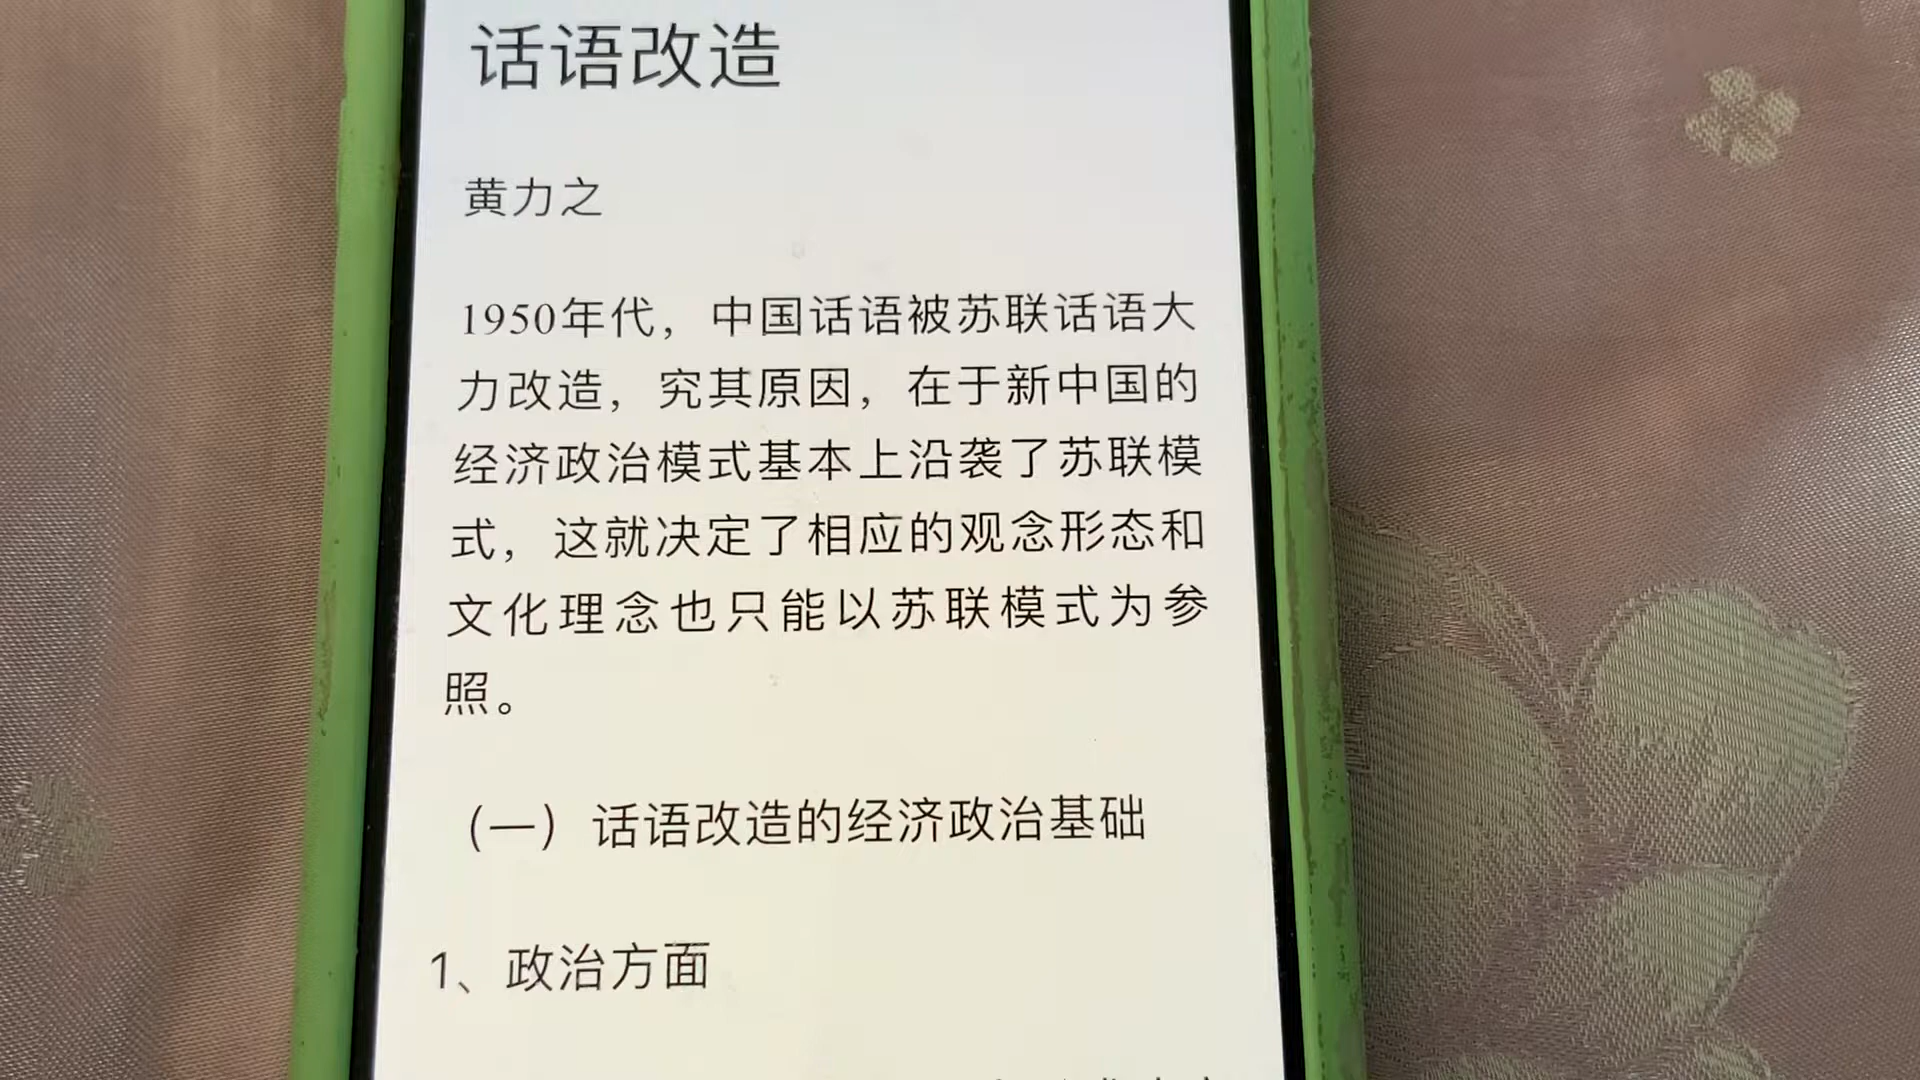 话语改造
黄力之
1950年代，中国话语被苏联话语大
力改造，究其原因，在于新中国的
经济政治模式基本上沿袭了苏联模
式，这就决定了相应的观念形态和
文化理念也只能以苏联模式为参
照。
（一）话语改造的经济政治基础
1、政治方面